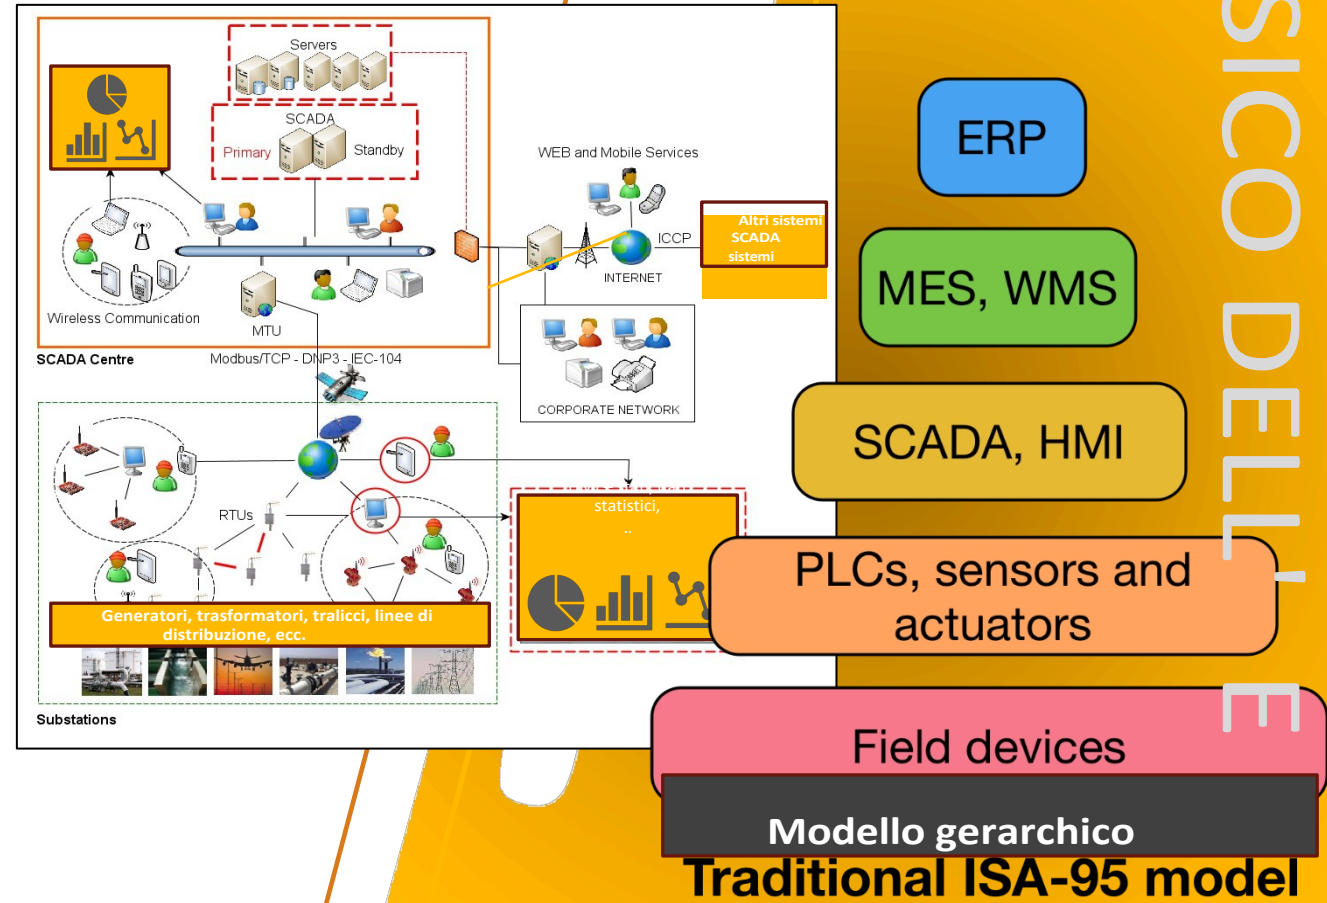 Servers
SCADA
Primary
Standby
Wireless Communication
MTU
SCADA Centre
Modbus/TCP - DNP3 - IEC-104
WEB and Mobile Services
ICCP
INTERNET
Altri sistemi
SCADA
sistemi
CORPORATE NETWORK
RTUs
statistici,
..
Generatori, trasformatori, tralicci, linee di
distribuzione, ecc.
Substations
ERP
MES, WMS
SCADA, HMI
PLCs, sensors and
actuators
Field devices
Modello gerarchico
Traditional ISA-95 model
SICO DELL'E